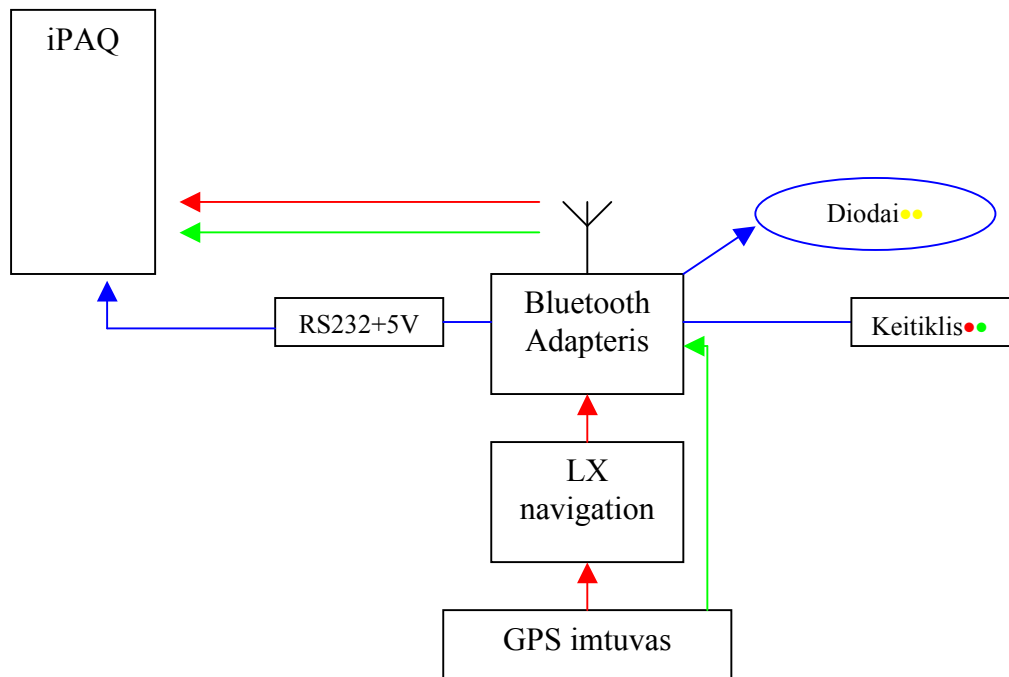 iPAQ
Diodai
Bluetooth
Adapteris
RS232+5V
Keitiklis
LX
navigation
GPS imtuvas